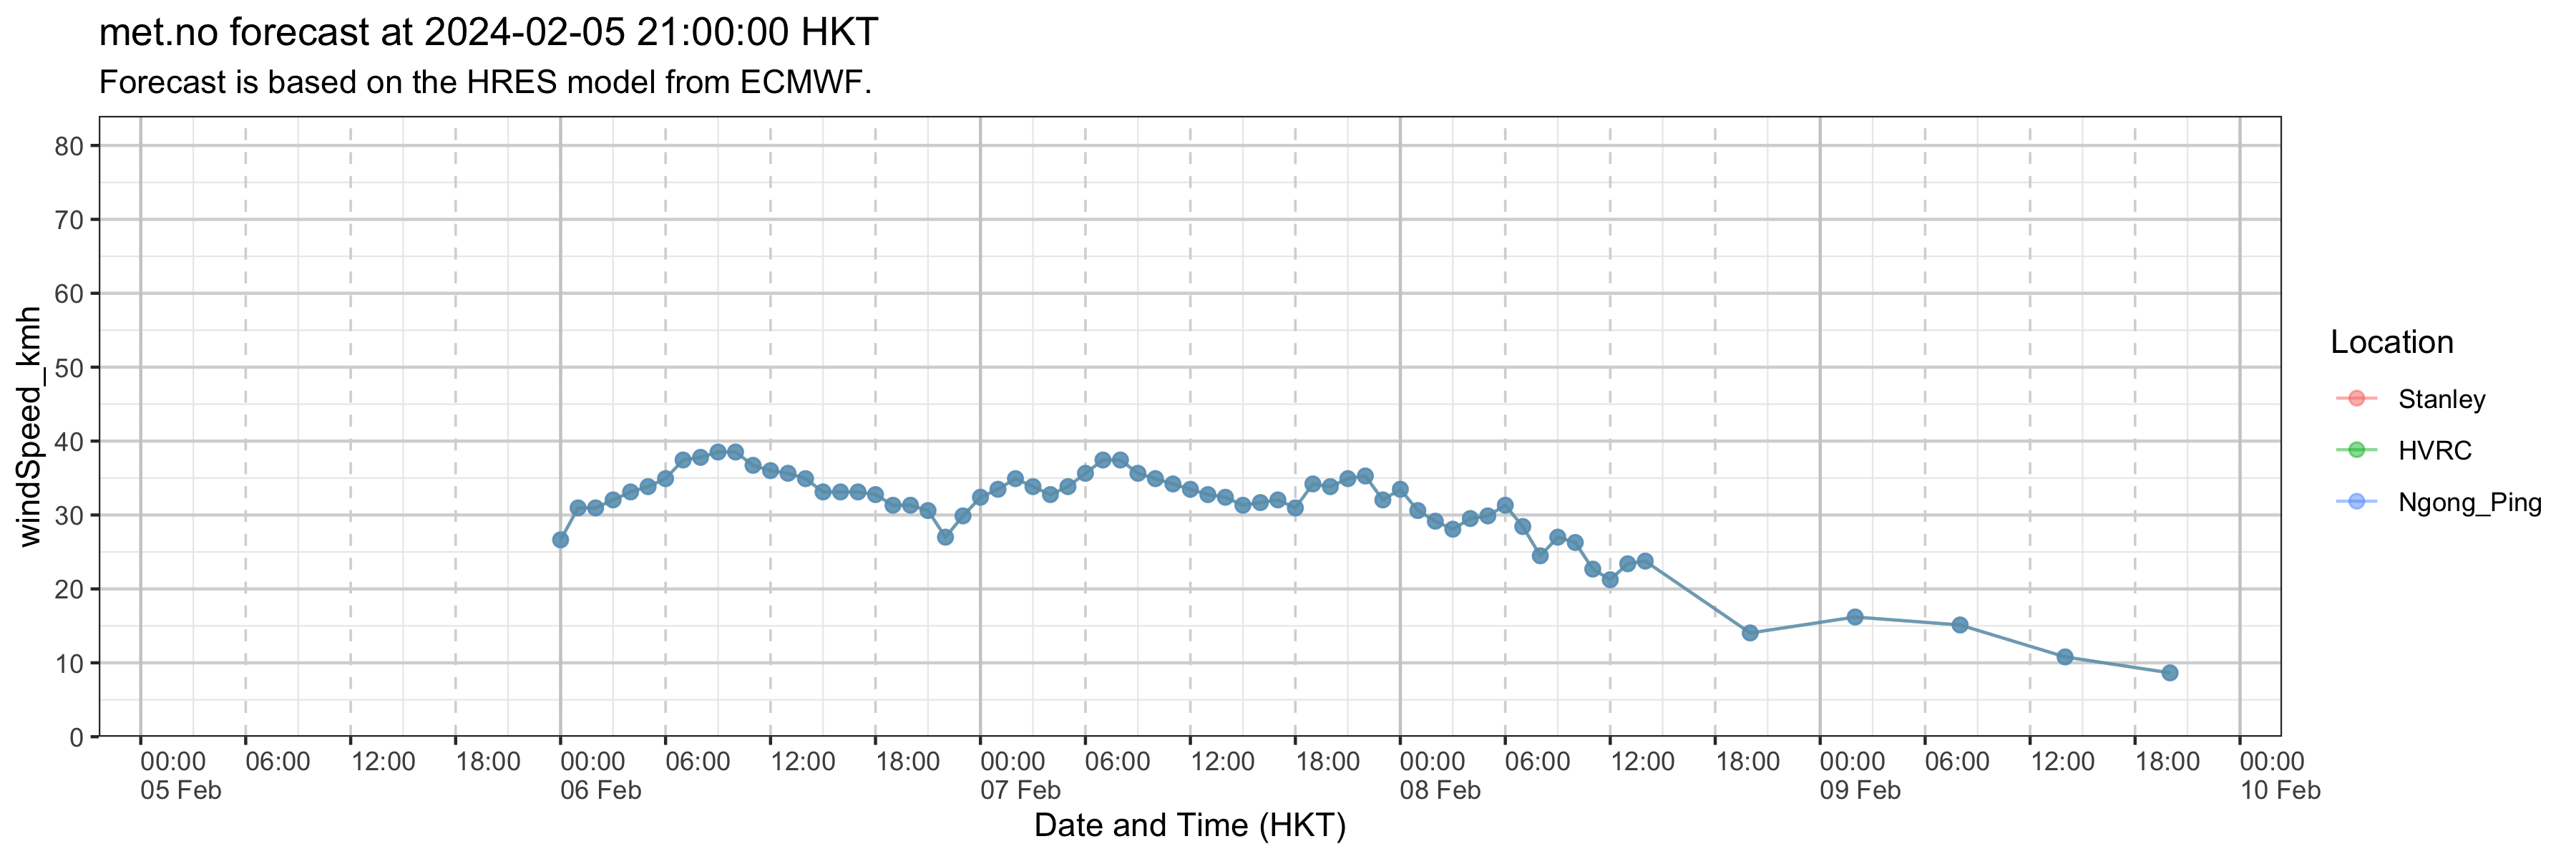 met.no forecast at 2024-02-05 21:00:00 HKT
Forecast is based on the HRES model from ECMWF.
windSpeed_kmh
80
70
60
50
40
30
20
10
0
00:00 06:00 12:00 18:00 00:00 06:00 12:00 18:00 00:00 06:00 12:00 18:00 00:00 06:00 12:00 18:00 00:00 06:00 12:00 18:00 00:00
05 Feb 06 Feb 07 Feb 08 Feb 09 Feb 10 Feb
Date and Time (HKT)
Location
Stanley
HVRC
Ngong_Ping